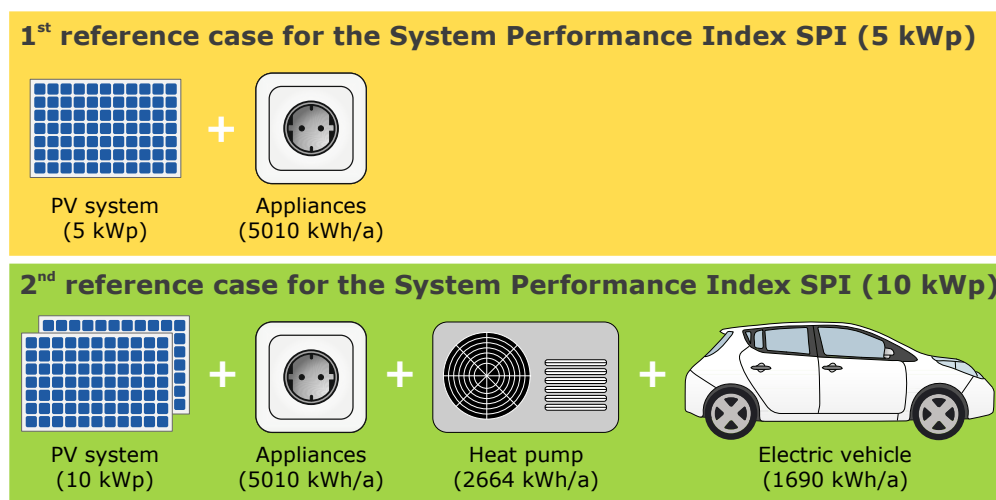 1st reference case for the System Performance Index SPI (5 kWp)
+
PV system
(5 kWp)
Appliances
(5010 kWh/a)
2nd reference case for the System Performance Index SPI (10 kWp)
+ + +
PV system
(10 kWp)
Appliances
(5010 kWh/a)
Heat pump
(2664 kWh/a)
Electric vehicle
(1690 kWh/a)